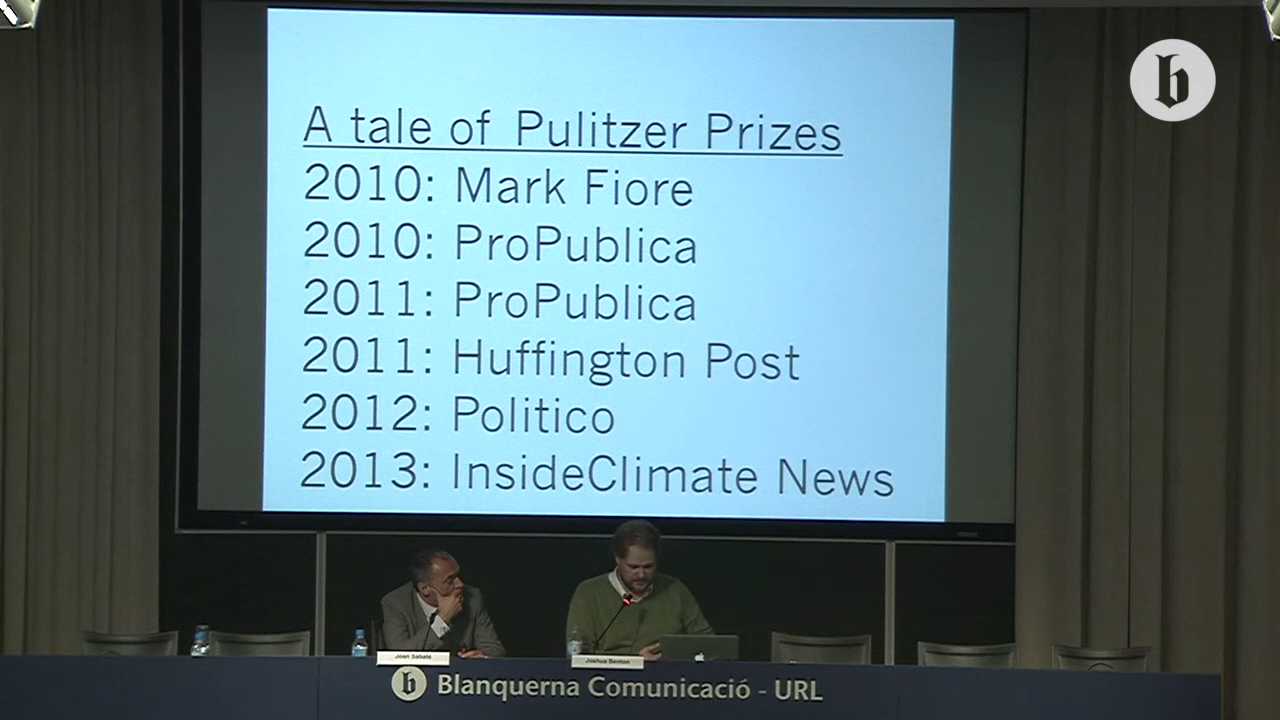 b
A tale of Pulitzer Prizes
2010: Mark Fiore
2010: ProPublica
2011: ProPublica
2011: Huffington Post
2012: Politico
2013: InsideClimate News
Joan Sabaté
Joshua Benton
b Blanquerna Comunicació - URL